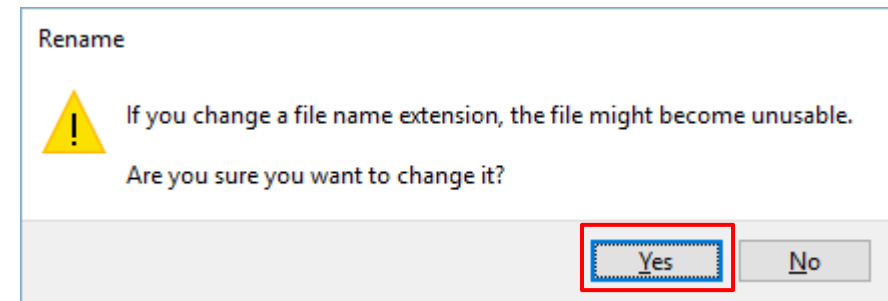 Rename
If you change a file name extension, the file might become unusable.
Are you sure you want to change it?
Yes No